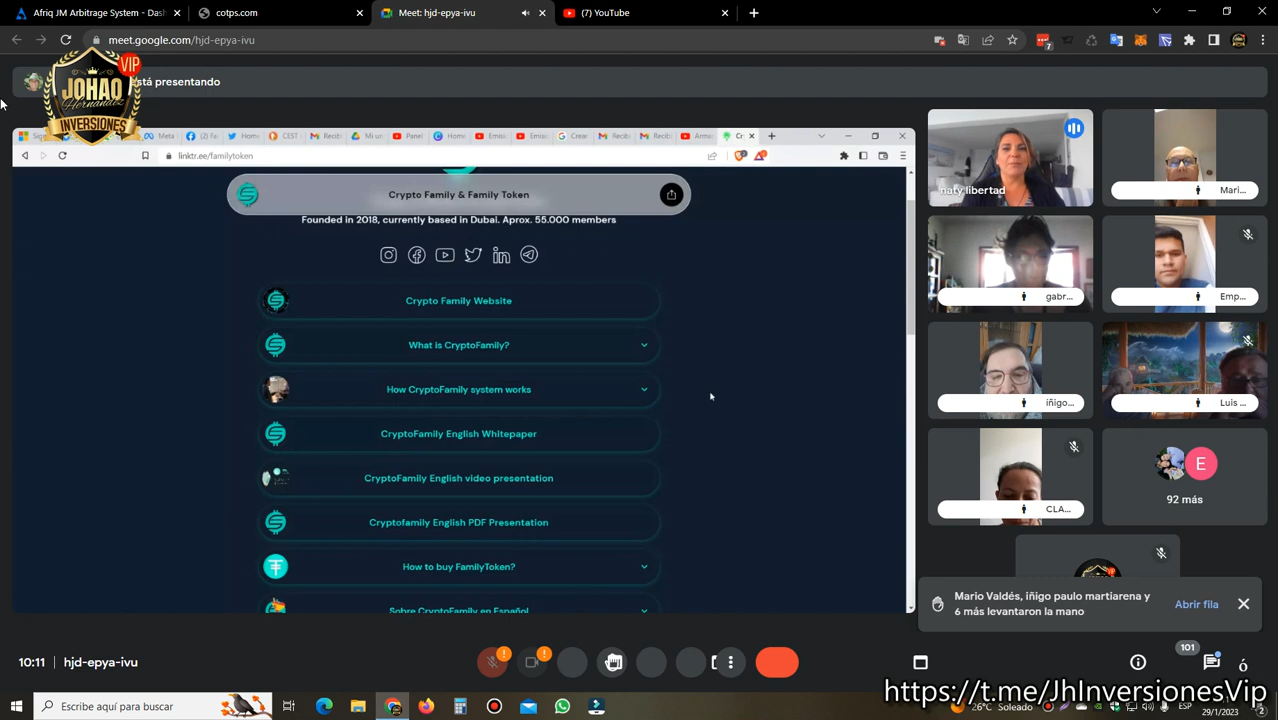 Afriq JM Arbitrage System - Dash
cotps.com
Meet: hjd-epya-ivu
(7) YouTube
meet.google.com/hjd-epya-ivu
7
VIP
JOHAO
Hernández
INVERSIONES
stá presentando
linktr.ee/familytoken
Crypto Family & Family Token
Founded in 2018, currently based in Dubai. Aprox. 55.000 members
Crypto Family Website
What is CryptoFamily?
How CryptoFamily system works
CryptoFamily English Whitepaper
CryptoFamily English video presentation
Cryptofamily English PDF Presentation
How to buy FamilyToken?
Sobre CryptoFamily en Español
naty libertad
Mari...
gabr...
Emp...
iñigo...
Luis ...
CLA...
E
92 más
Mario Valdés, iñigo paulo martiarena y
6 más levantaron la mano
Abrir fila
10:11
hjd-epya-ivu
101
https://t.me/JhInversionesVip
Escribe aquí para buscar
26°C Soleado
ESP
29/1/2023
2